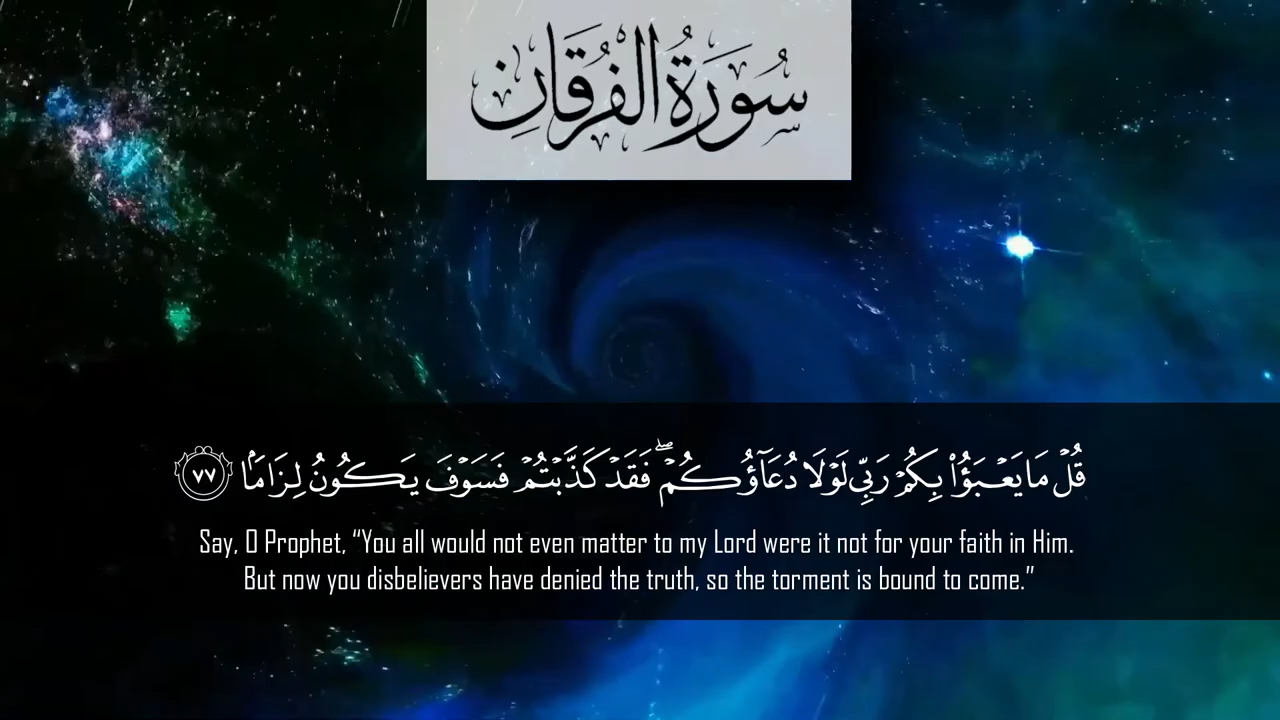 سُورَةُ الْفُرْقَانِ
قُلْ مَا يَعْبَؤُا۟ بِكُمْ رَبِّى لَوْلَا دُعَآؤُكُمْ ۖ فَقَدْ كَذَّبْتُمْ فَسَوْفَ يَكُونُ لِزَامًۢا ٧٧
Say, O Prophet, “You all would not even matter to my Lord were it not for your faith in Him.
But now you disbelievers have denied the truth, so the torment is bound to come.”